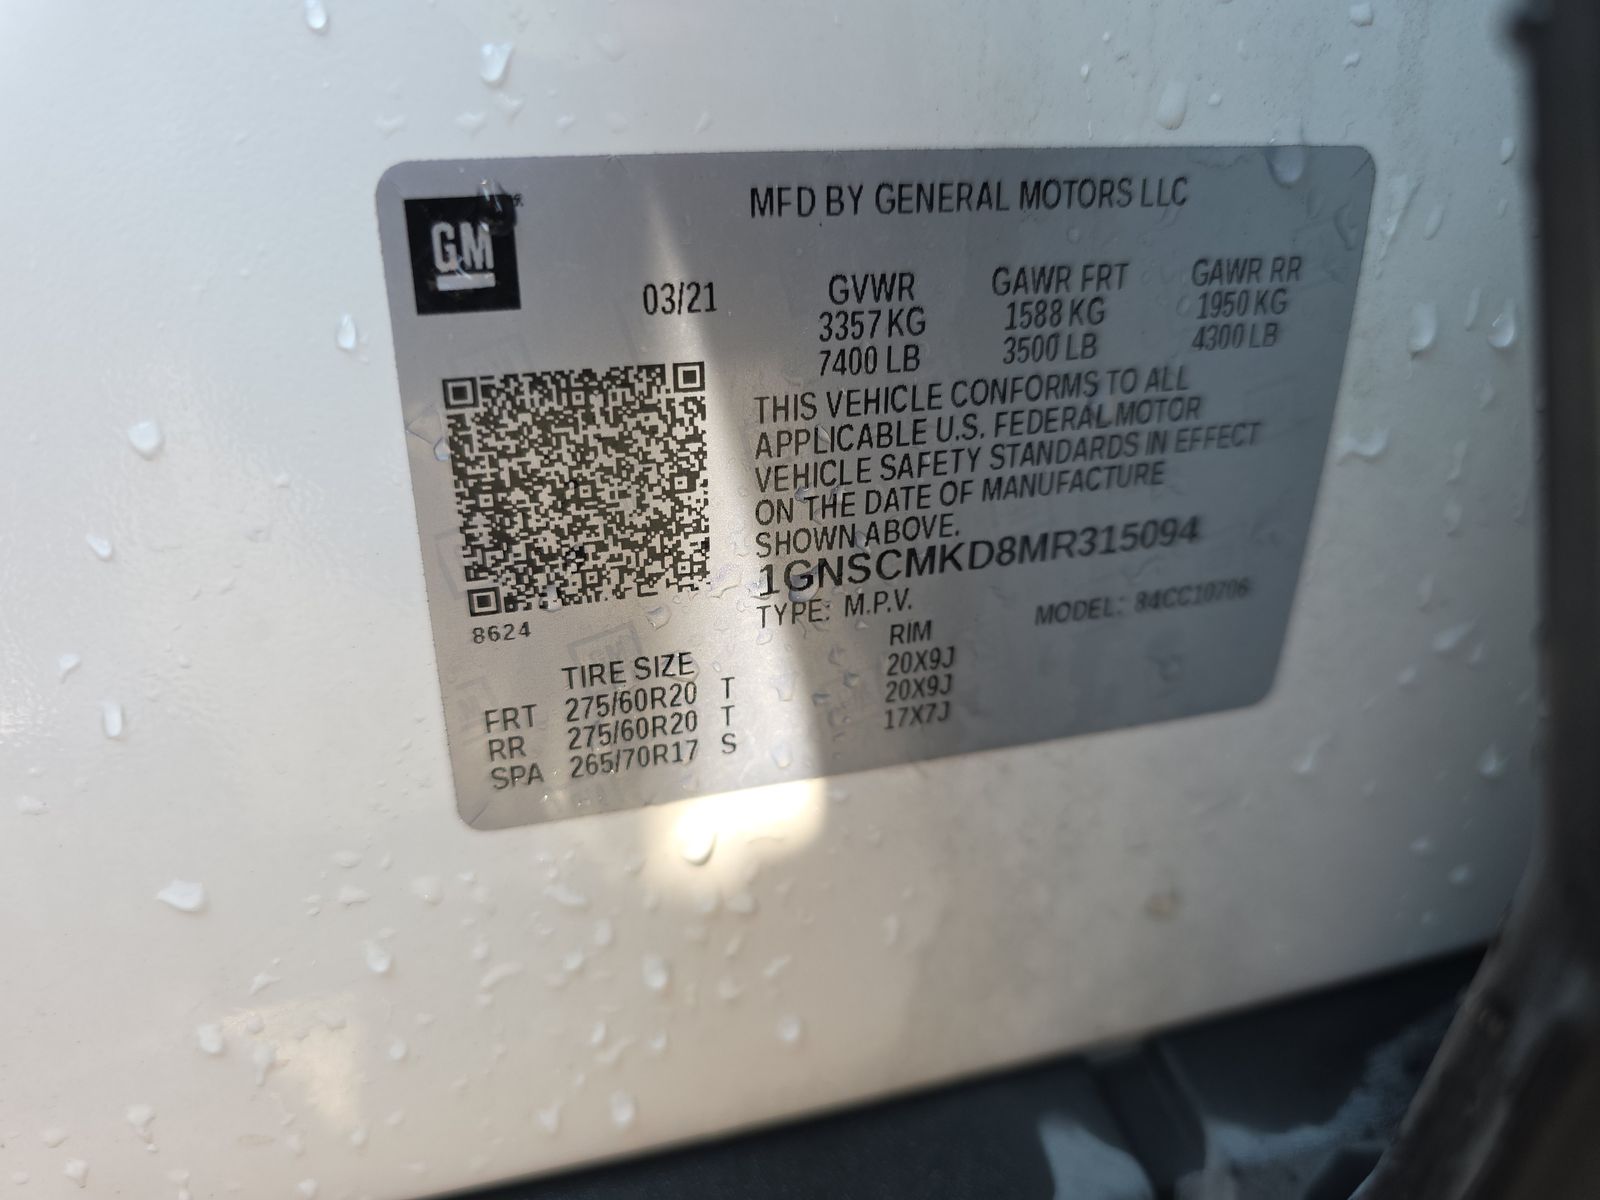 GM
MFD BY GENERAL MOTORS LLC
03/21
GVWR GAWR FRT GAWR RR
3357 KG 1588 KG 1950 KG
7400 LB 3500 LB 4300 LB
THIS VEHICLE CONFORMS TO ALL
APPLICABLE U.S. FEDERAL MOTOR
VEHICLE SAFETY STANDARDS IN EFFECT
ON THE DATE OF MANUFACTURE
SHOWN ABOVE.
1GNSCMKD8MR315094
TYPE: M.P.V. MODEL: 84CC10706
8624
TIRE SIZE RIM
FRT 275/60R20 T 20X9J
RR 275/60R20 T 20X9J
SPA 265/70R17 S 17X7J